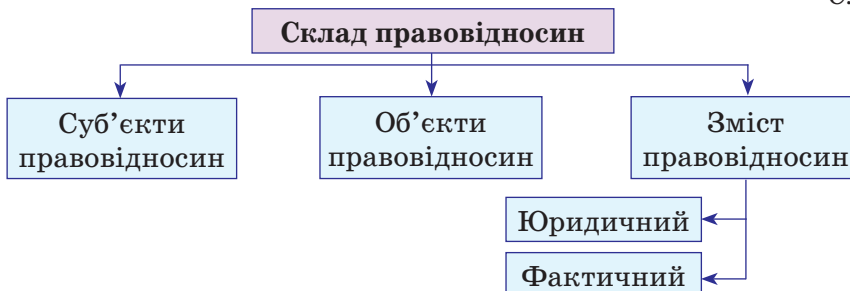 Склад правовідносин
Суб’єкти
правовідносин
Об’єкти
правовідносин
Зміст
правовідносин
Юридичний
Фактичний